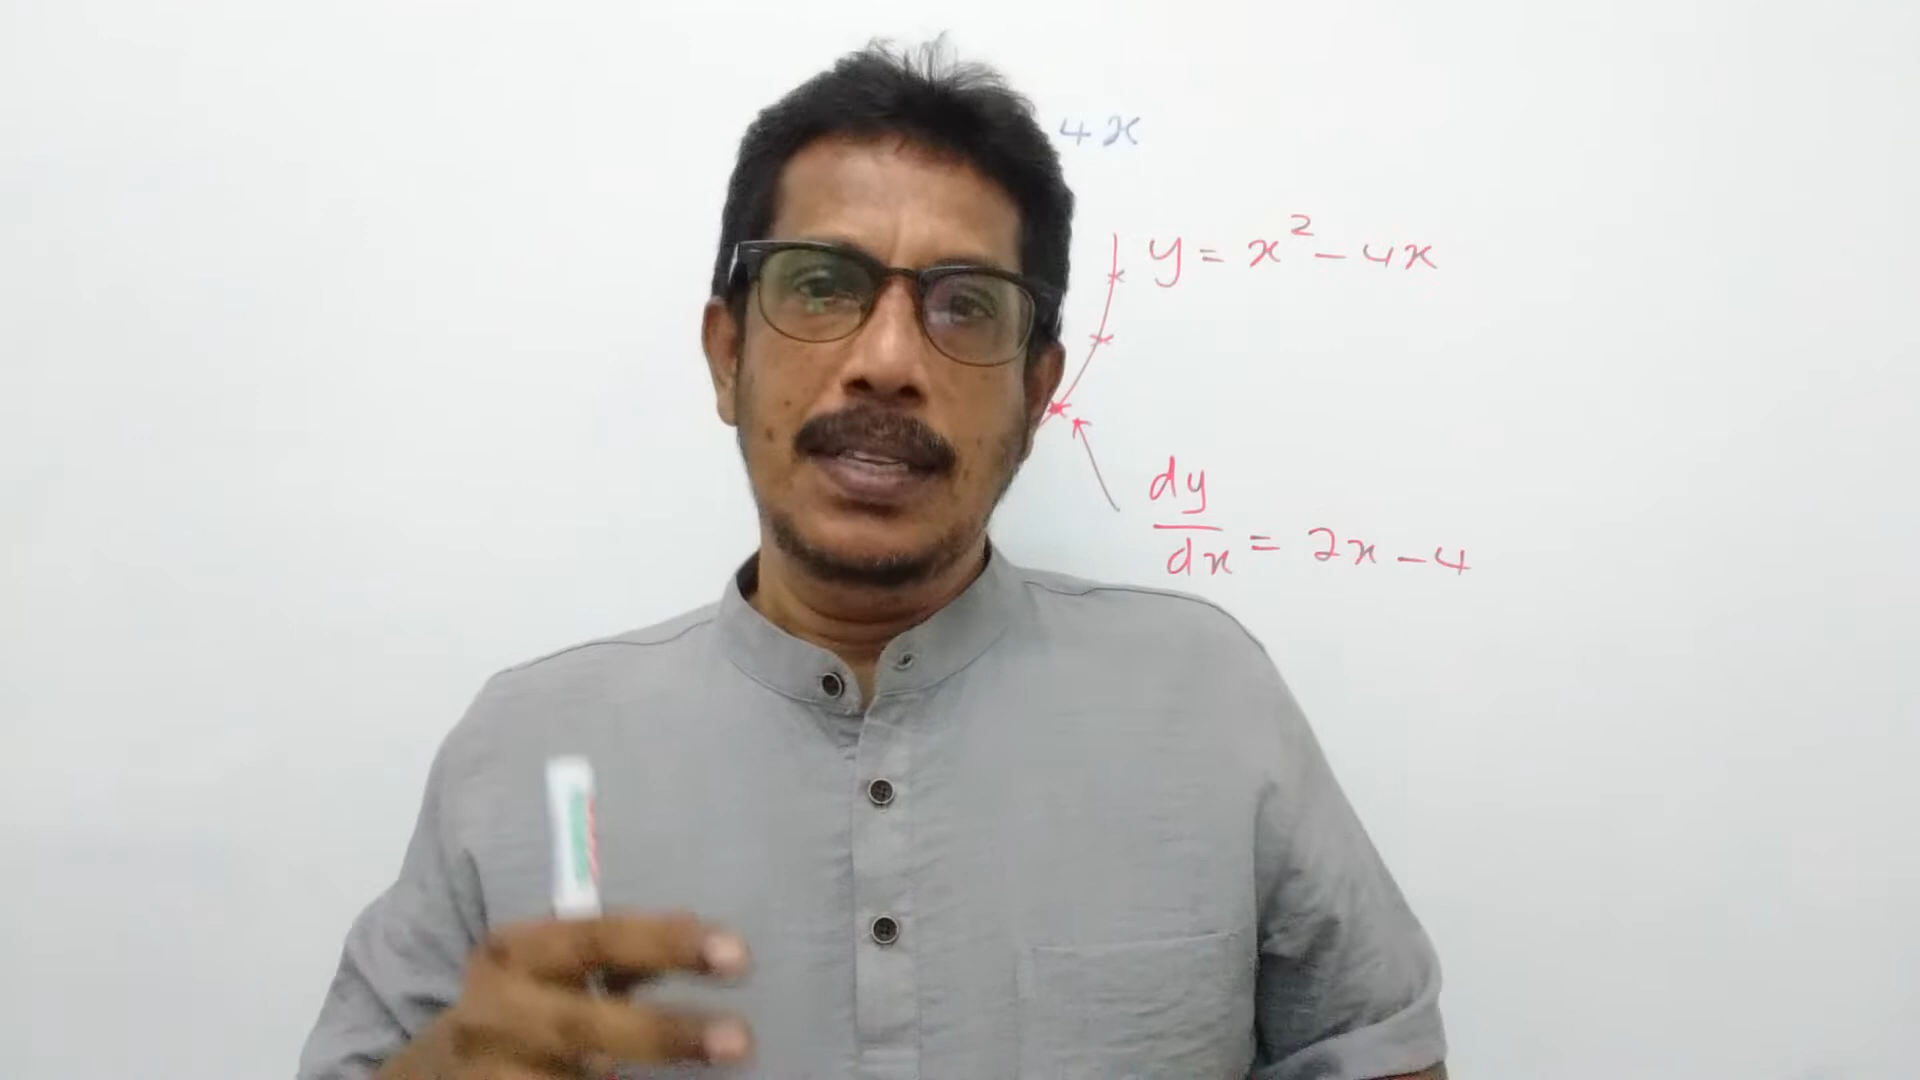 4x
y = x² - 4x
dy
dx = 2x - 4